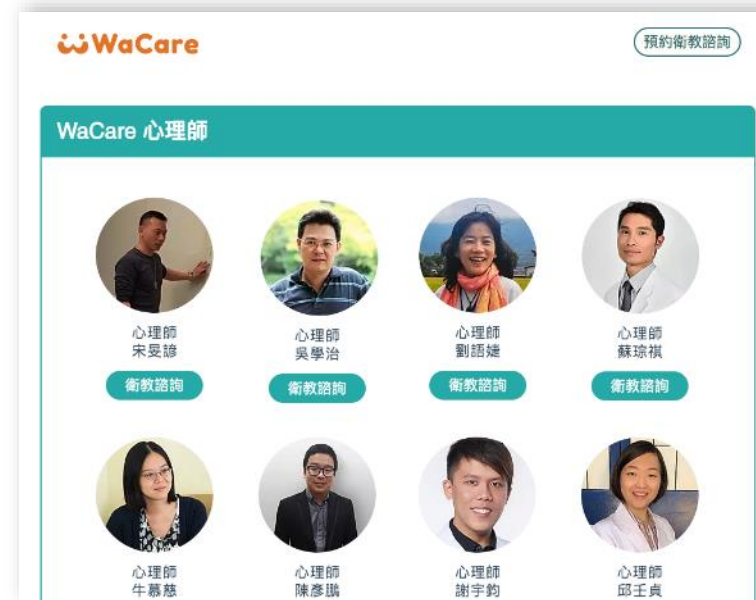 WaCare
預約衛教諮詢
WaCare 心理師
心理師
宋旻諺
衛教諮詢
心理師
吳學治
衛教諮詢
心理師
劉語婕
衛教諮詢
心理師
蘇琮祺
衛教諮詢
心理師
牛慕慈
心理師
陳彥鵬
心理師
謝宇鈞
心理師
邱壬貞